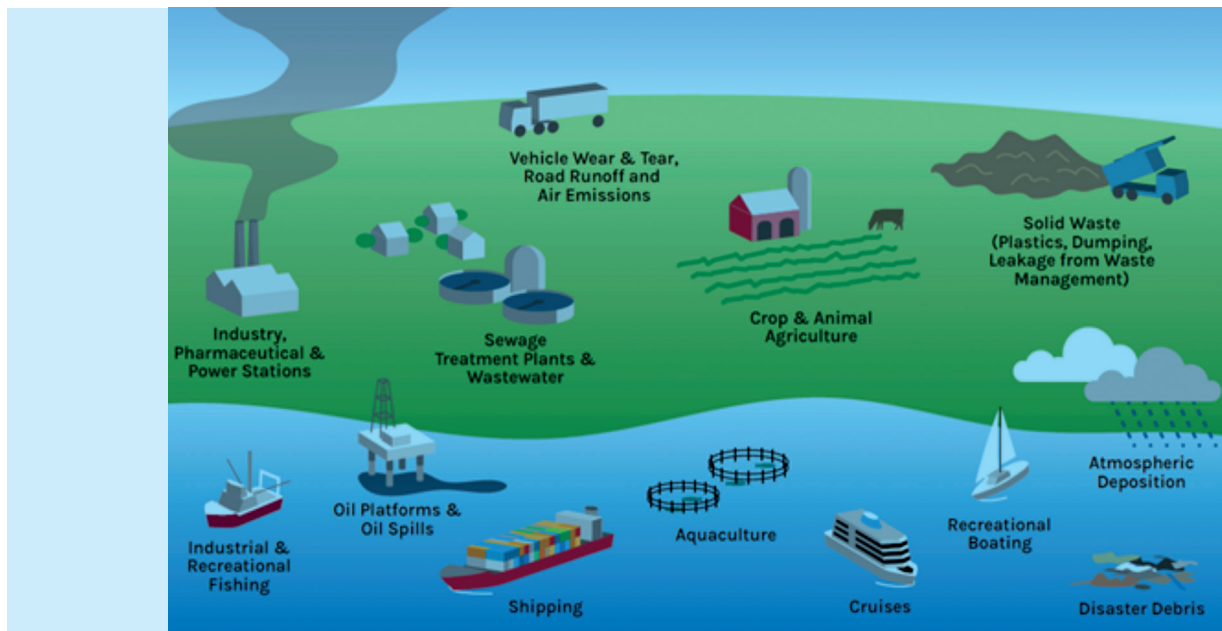 Vehicle Wear & Tear,
Road Runoff and
Air Emissions
Solid Waste
(Plastics, Dumping,
Leakage from Waste
Management)
Industry,
Pharmaceutical &
Power Stations
Sewage
Treatment Plants &
Wastewater
Crop & Animal
Agriculture
Atmospheric
Deposition
Industrial &
Recreational
Fishing
Oil Platforms &
Oil Spills
Shipping
Aquaculture
Cruises
Recreational
Boating
Disaster Debris